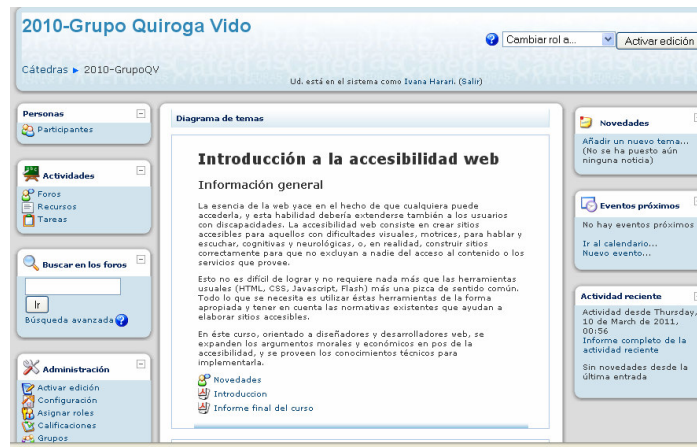 2010-Grupo Quiroga Vido
Cambiar rol a...
Activar edición
Cátedras ► 2010-GrupoQV
Ud. está en el sistema como Ivana Harari. (Salir)
Personas
Participantes
Actividades
Foros
Recursos
Tareas
Buscar en los foros
Ir
Búsqueda avanzada
Administración
Activar edición
Configuración
Asignar roles
Calificaciones
Grupos
Diagrama de temas
Introducción a la accesibilidad web
Información general
La esencia de la web yace en el hecho de que cualquiera puede
accederla, y esta habilidad debería extenderse también a los usuarios
con discapacidades. La accesibilidad web consiste en crear sitios
accesibles para aquellos con dificultades visuales, motrices, para hablar y
escuchar, cognitivas y neurológicas, o, en realidad, construir sitios
correctamente para que no excluyan a nadie del acceso al contenido o los
servicios que provee.
Esto no es difícil de lograr y no requiere nada más que las herramientas
usuales (HTML, CSS, Javascript, Flash) más una pizca de sentido común.
Todo lo que se necesita es utilizar éstas herramientas de la forma
apropiada y tener en cuenta las normativas existentes que ayudan a
elaborar sitios accesibles.
En éste curso, orientado a diseñadores y desarrolladores web, se
expanden los argumentos morales y económicos en pos de la
accesibilidad, y se proveen los conocimientos técnicos para
implementarla.
Novedades
Introduccion
Informe final del curso
Novedades
Añadir un nuevo tema...
(No se ha puesto aún
ninguna noticia)
Eventos próximos
No hay eventos próximos
Ir al calendario...
Nuevo evento...
Actividad reciente
Actividad desde Thursday,
10 de March de 2011,
00:56
Informe completo de la
actividad reciente
Sin novedades desde la
última entrada